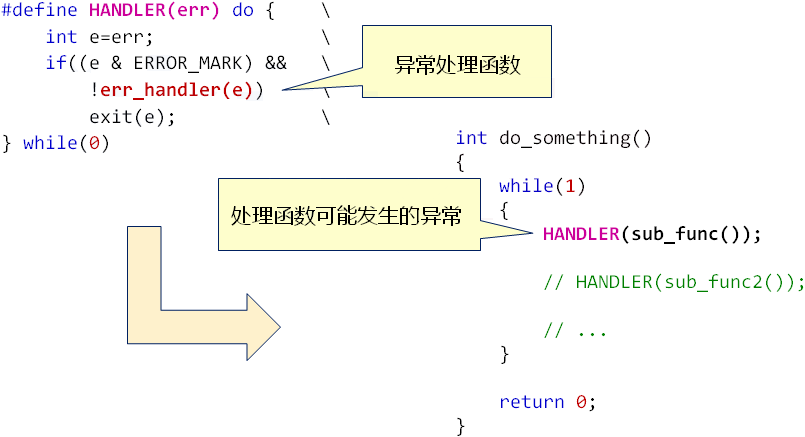 #define HANDLER(err) do { \
    int e=err; \
    if((e & ERROR_MARK) && \
        !err_handler(e)) \
        exit(e); \
} while(0)
异常处理函数
int do_something()
{
    while(1)
    {
        HANDLER(sub_func());
        // HANDLER(sub_func2());
        // ...
    }
    return 0;
}
处理函数可能发生的异常